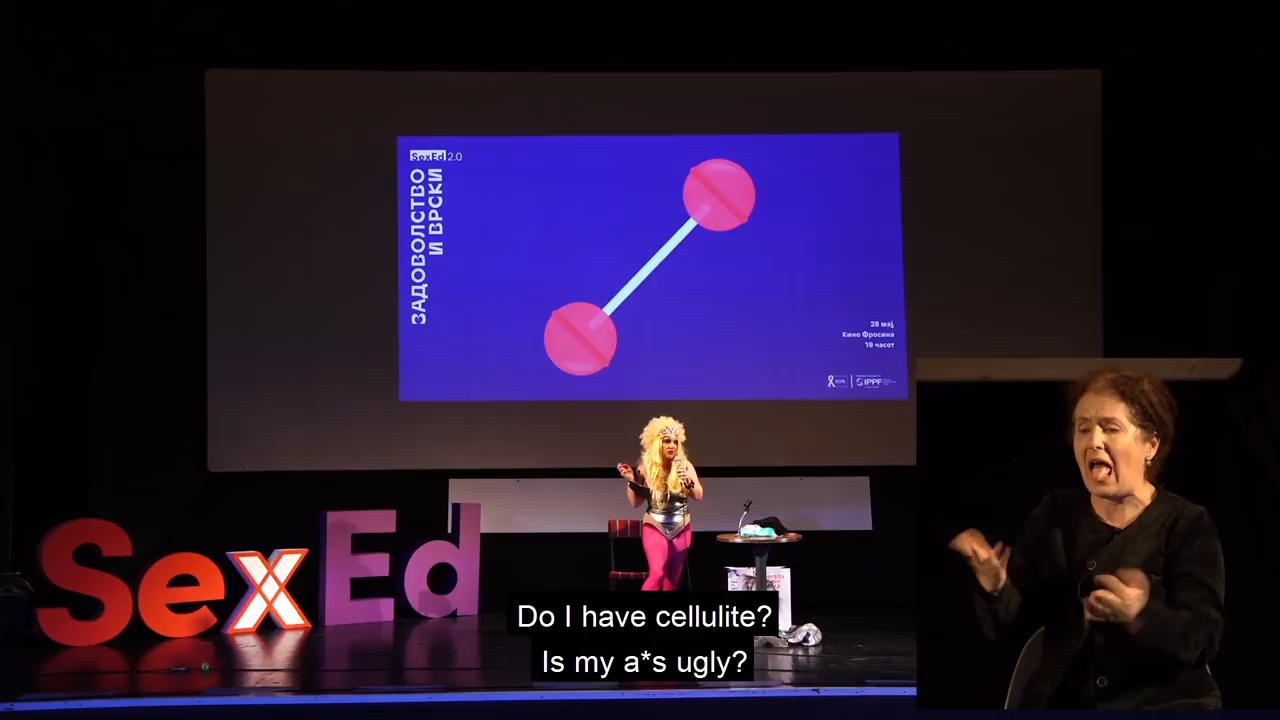 SexEd 2.0
ЗАДОВОЛСТВО
И ВРСКИ
28 мај
Кино Фросина
19 часот
IPPF
SexEd
Do I have cellulite?
Is my a*s ugly?